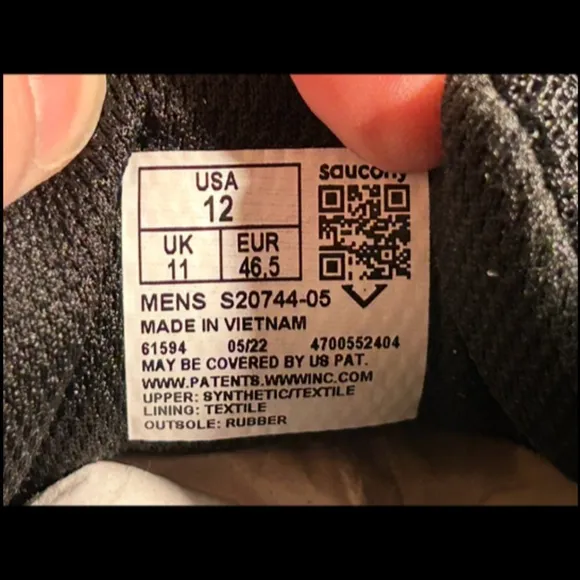 saucony
USA
12
UK
11
EUR
46.5
MENS S20744-05
MADE IN VIETNAM
61594 05/22 4700552404
MAY BE COVERED BY US PAT.
WWW.PATENTS.WWWINC.COM
UPPER: SYNTHETIC/TEXTILE
LINING: TEXTILE
OUTSOLE: RUBBER